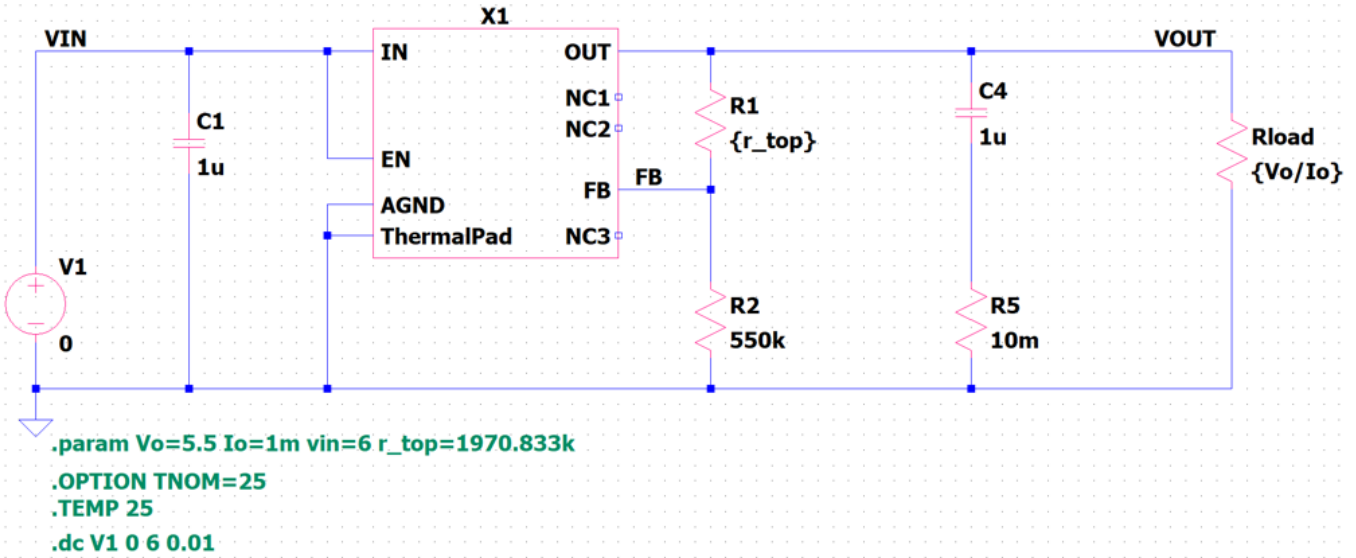 X1
VIN
IN
OUT
VOUT
NC1
NC2
C1
1u
R1
{r_top}
C4
1u
Rload
{Vo/Io}
EN
FB
FB
AGND
ThermalPad
NC3
V1
0
R2
550k
R5
10m
.param Vo=5.5 Io=1m vin=6 r_top=1970.833k
.OPTION TNOM=25
.TEMP 25
.dc V1 0 6 0.01